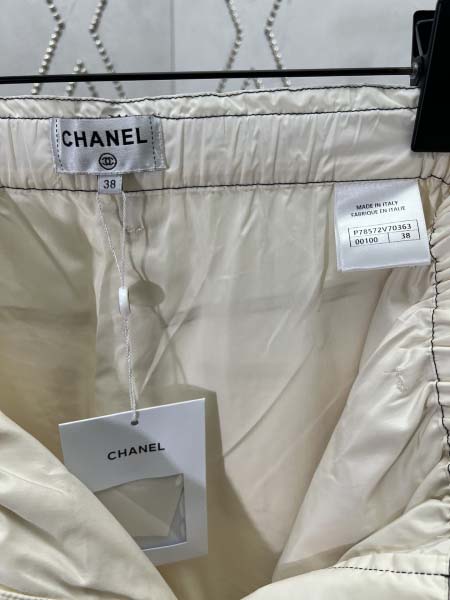 CHANEL
38
MADE IN ITALY
FABRIQUE EN ITALIE
P78572V70363
00100 38
CHANEL